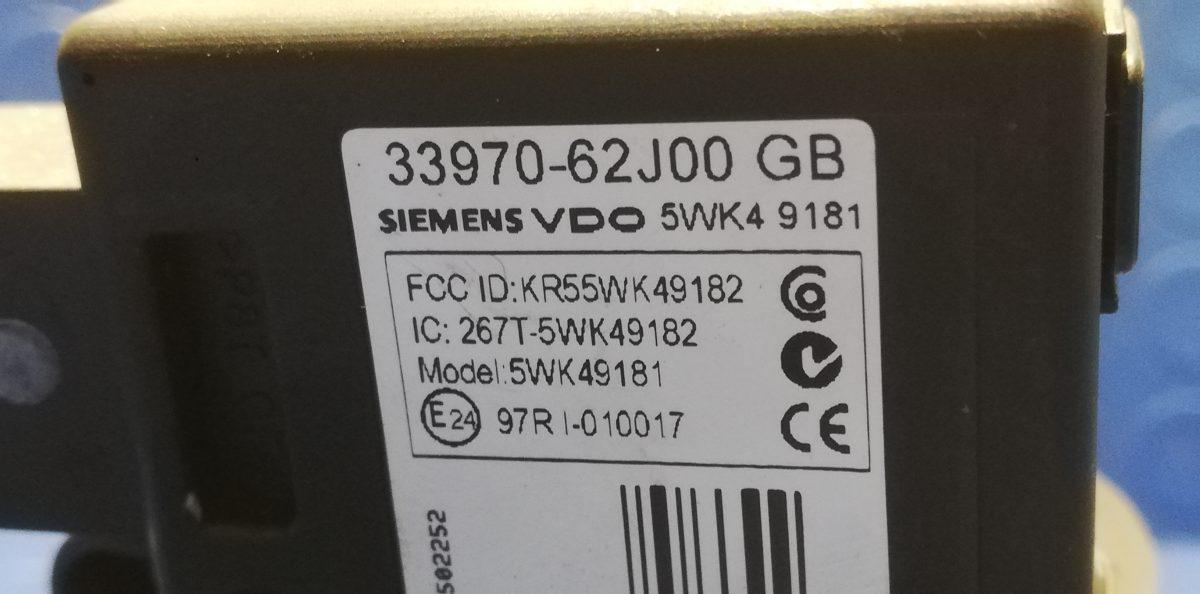 33970-62J00 GB
SIEMENS VDO 5WK4 9181
FCC ID:KR55WK49182
IC: 267T-5WK49182
Model:5WK49181
E24 97R I-010017
CE